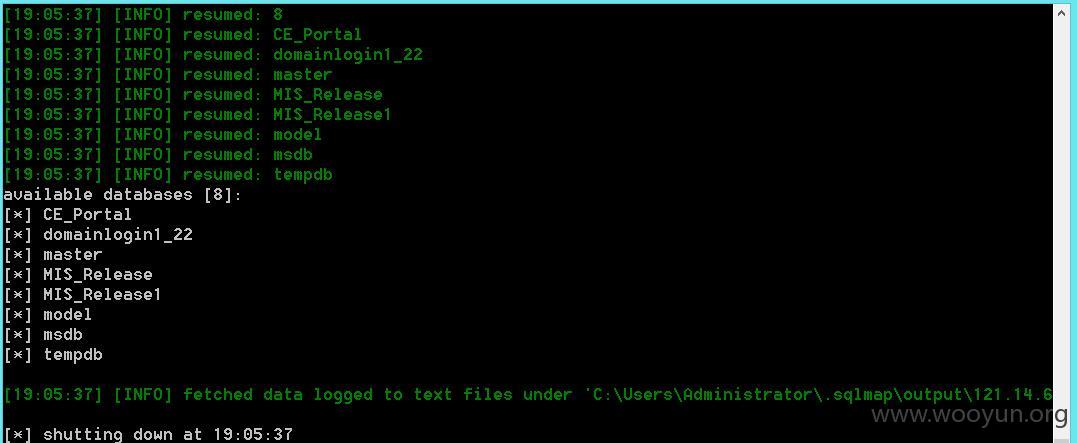 [19:05:37] [INFO] resumed: 8
[19:05:37] [INFO] resumed: CE_Portal
[19:05:37] [INFO] resumed: domainlogin1_22
[19:05:37] [INFO] resumed: master
[19:05:37] [INFO] resumed: MIS_Release
[19:05:37] [INFO] resumed: MIS_Release1
[19:05:37] [INFO] resumed: model
[19:05:37] [INFO] resumed: msdb
[19:05:37] [INFO] resumed: tempdb
available databases [8]:
[*] CE_Portal
[*] domainlogin1_22
[*] master
[*] MIS_Release
[*] MIS_Release1
[*] model
[*] msdb
[*] tempdb
[19:05:37] [INFO] fetched data logged to text files under 'C:\Users\Administrator\.sqlmap\output\121.14.6
www.wooyun.org
[*] shutting down at 19:05:37